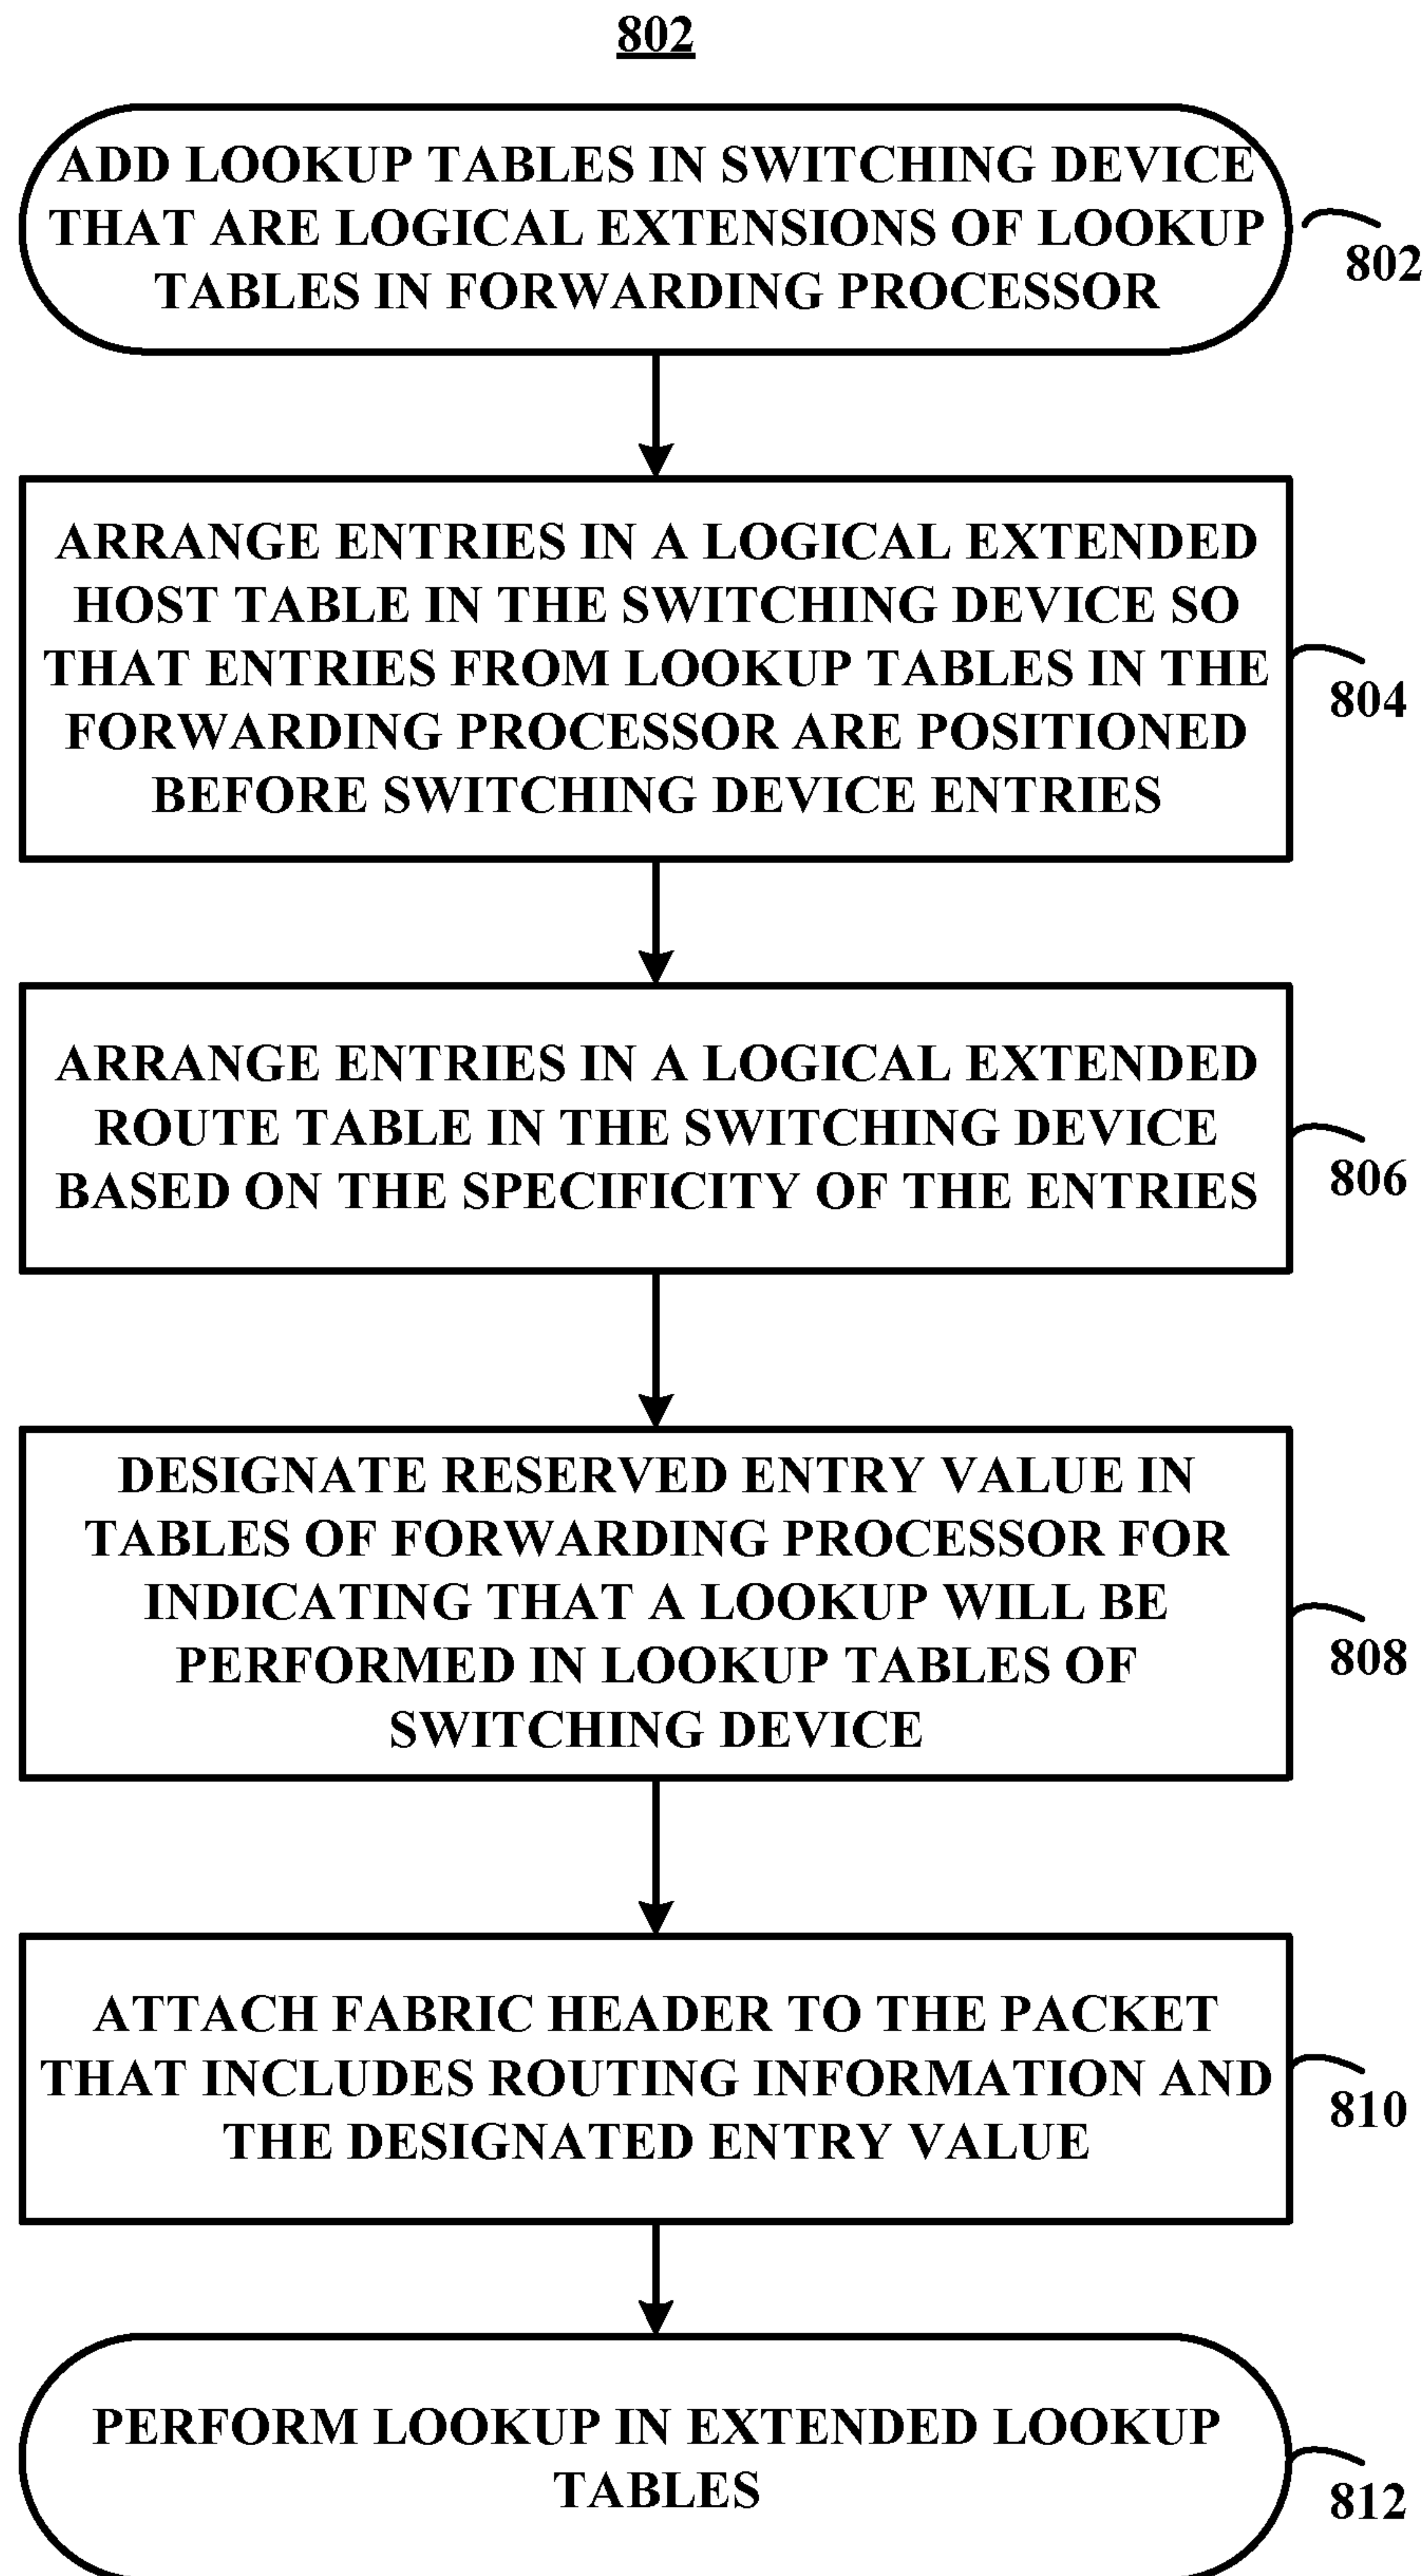 802
ADD LOOKUP TABLES IN SWITCHING DEVICE
THAT ARE LOGICAL EXTENSIONS OF LOOKUP
TABLES IN FORWARDING PROCESSOR
802
ARRANGE ENTRIES IN A LOGICAL EXTENDED
HOST TABLE IN THE SWITCHING DEVICE SO
THAT ENTRIES FROM LOOKUP TABLES IN THE
FORWARDING PROCESSOR ARE POSITIONED
BEFORE SWITCHING DEVICE ENTRIES
804
ARRANGE ENTRIES IN A LOGICAL EXTENDED
ROUTE TABLE IN THE SWITCHING DEVICE
BASED ON THE SPECIFICITY OF THE ENTRIES
806
DESIGNATE RESERVED ENTRY VALUE IN
TABLES OF FORWARDING PROCESSOR FOR
INDICATING THAT A LOOKUP WILL BE
PERFORMED IN LOOKUP TABLES OF
SWITCHING DEVICE
808
ATTACH FABRIC HEADER TO THE PACKET
THAT INCLUDES ROUTING INFORMATION AND
THE DESIGNATED ENTRY VALUE
810
PERFORM LOOKUP IN EXTENDED LOOKUP
TABLES
812